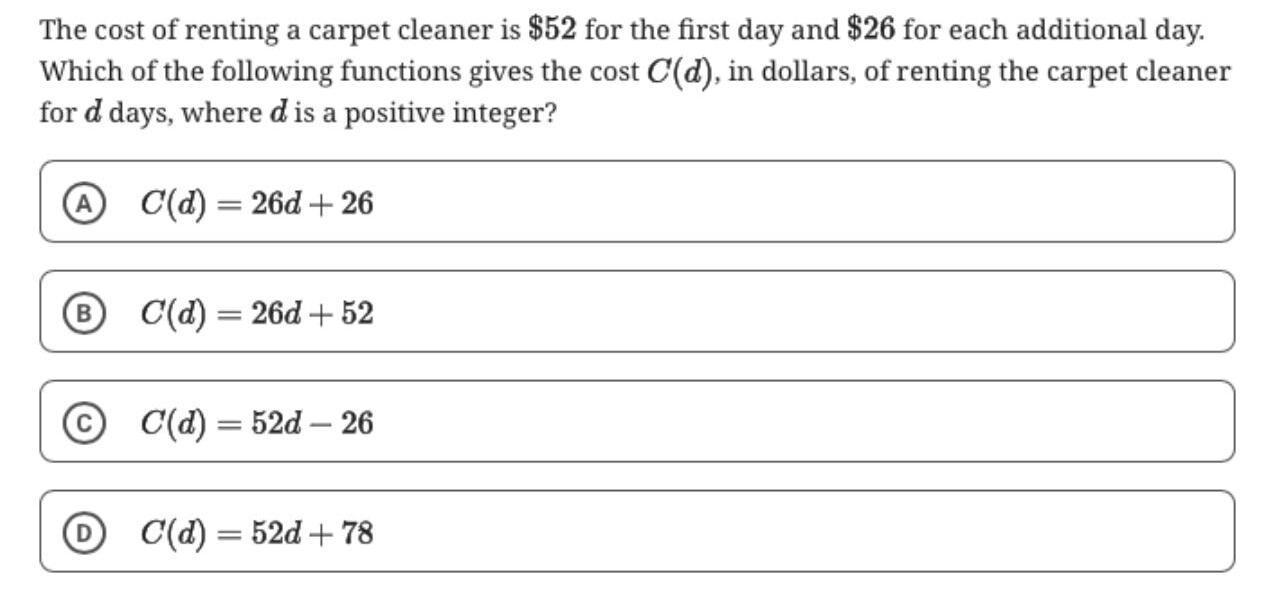 The cost of renting a carpet cleaner is $52 for the first day and $26 for each additional day.
Which of the following functions gives the cost C(d), in dollars, of renting the carpet cleaner
for d days, where d is a positive integer?
A C(d) = 26d + 26
B C(d) = 26d + 52
C C(d) = 52d − 26
D C(d) = 52d + 78